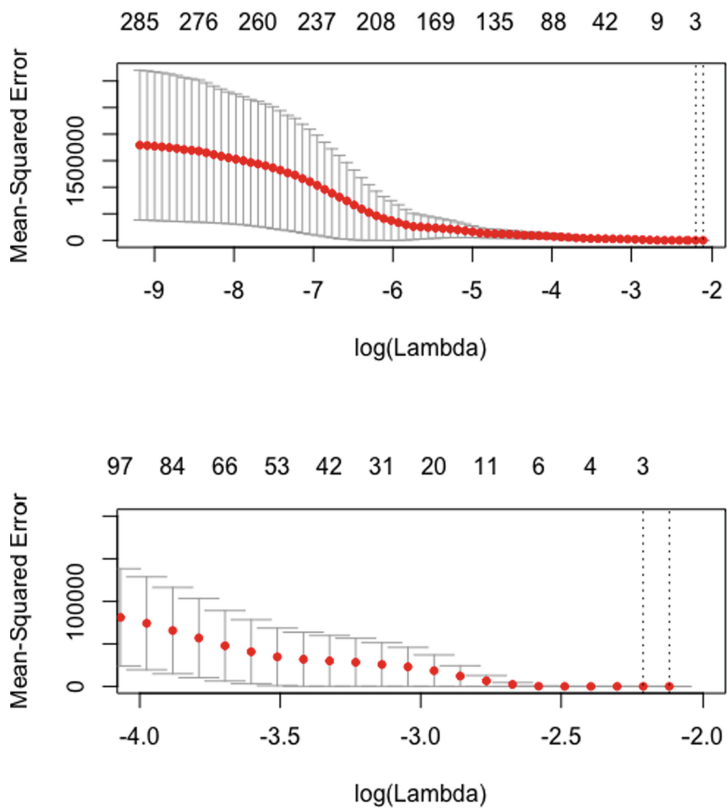 285 276 260 237 208 169 135 88 42 9 3
Mean-Squared Error
1500000
0
-9 -8 -7 -6 -5 -4 -3 -2
log(Lambda)
97 84 66 53 42 31 20 11 6 4 3
Mean-Squared Error
100000
0
-4.0 -3.5 -3.0 -2.5 -2.0
log(Lambda)